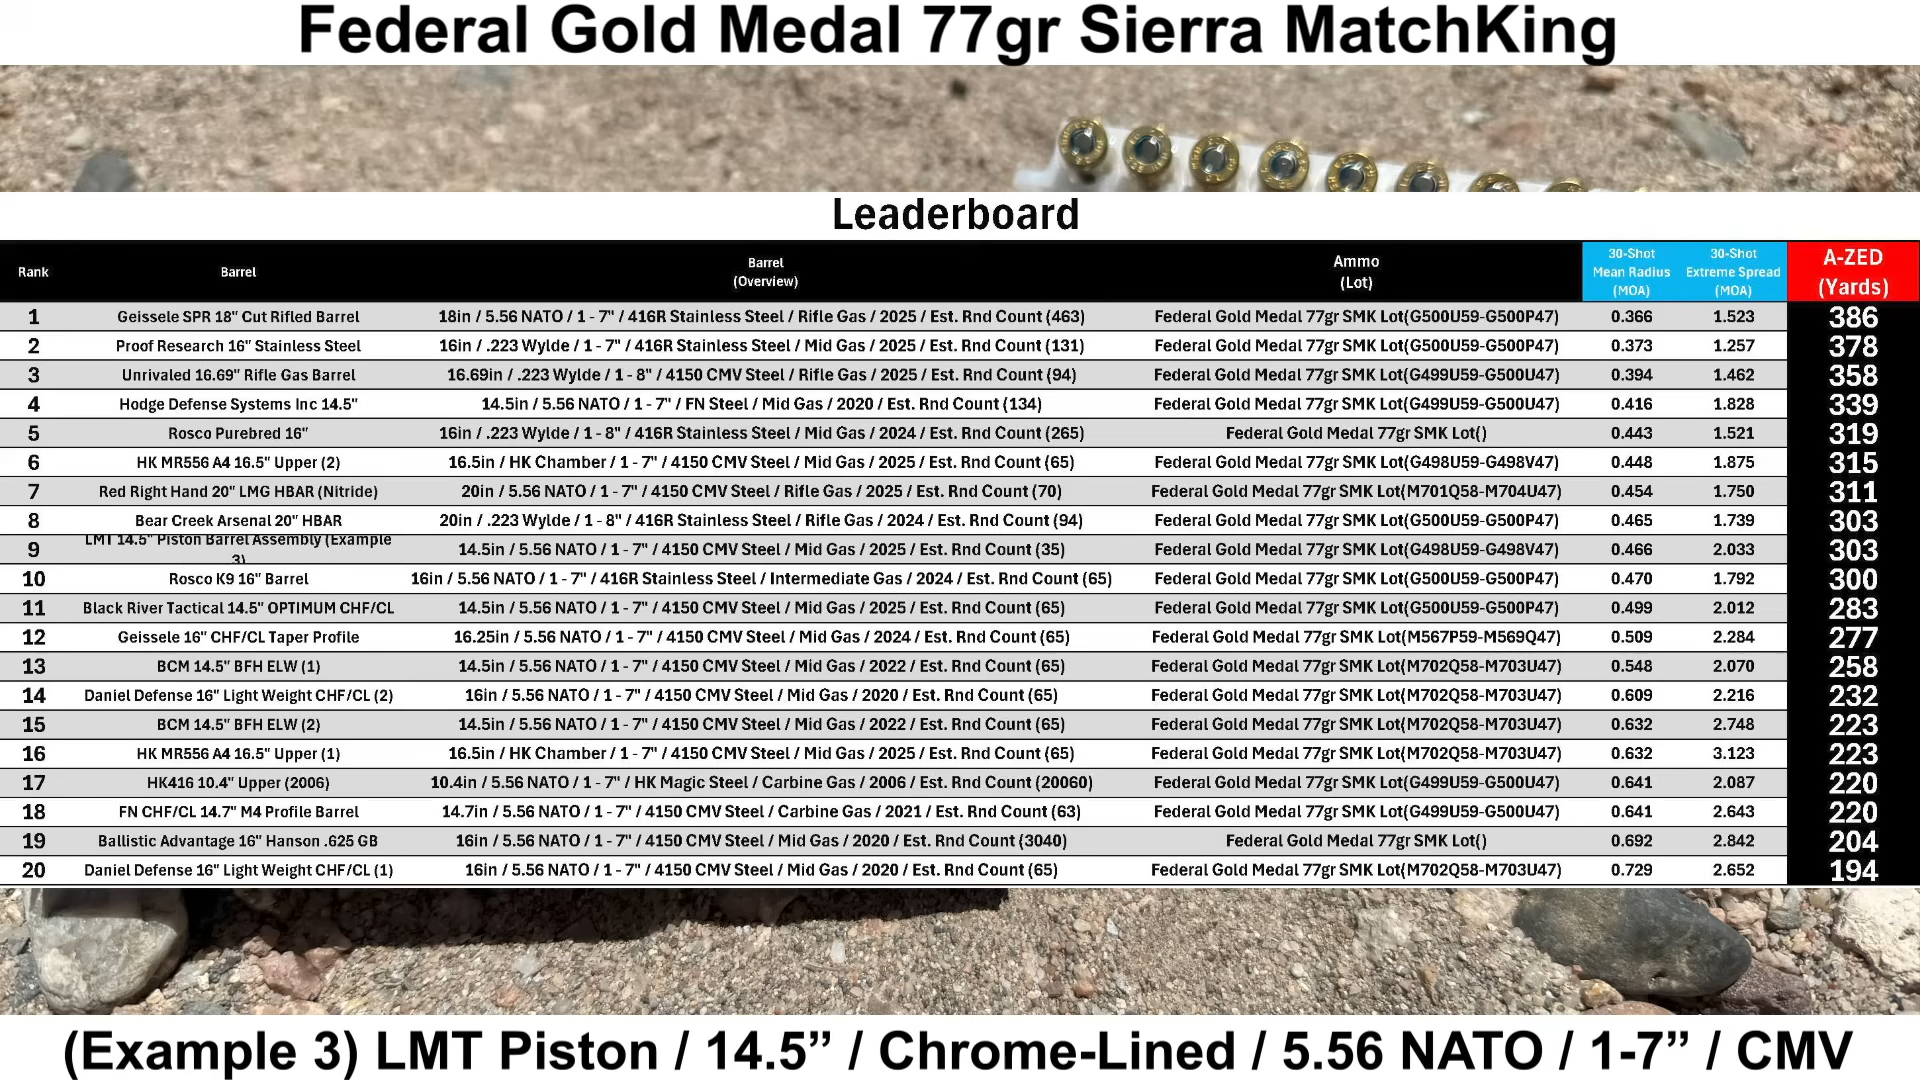 Federal Gold Medal 77gr Sierra MatchKing
Leaderboard
Rank Barrel Barrel (Overview) Ammo (Lot) 30-Shot Mean Radius (MOA) 30-Shot Extreme Spread (MOA) A-ZED (Yards)
1 Geissele SPR 18" Cut Rifled Barrel 18in / 5.56 NATO / 1 - 7" / 416R Stainless Steel / Rifle Gas / 2025 / Est. Rnd Count (463) Federal Gold Medal 77gr SMK Lot(G500U59-G500P47) 0.366 1.523 386
2 Proof Research 16" Stainless Steel 16in / .223 Wylde / 1 - 7" / 416R Stainless Steel / Mid Gas / 2025 / Est. Rnd Count (131) Federal Gold Medal 77gr SMK Lot(G500U59-G500P47) 0.373 1.257 378
3 Unrivaled 16.69" Rifle Gas Barrel 16.69in / .223 Wylde / 1 - 8" / 4150 CMV Steel / Rifle Gas / 2025 / Est. Rnd Count (94) Federal Gold Medal 77gr SMK Lot(G499U59-G500U47) 0.394 1.462 358
4 Hodge Defense Systems Inc 14.5" 14.5in / 5.56 NATO / 1 - 7" / FN Steel / Mid Gas / 2020 / Est. Rnd Count (134) Federal Gold Medal 77gr SMK Lot(G499U59-G500U47) 0.416 1.828 339
5 Rosco Purebred 16" 16in / .223 Wylde / 1 - 8" / 416R Stainless Steel / Mid Gas / 2024 / Est. Rnd Count (265) Federal Gold Medal 77gr SMK Lot() 0.443 1.521 319
6 HK MR556 A4 16.5" Upper (2) 16.5in / HK Chamber / 1 - 7" / 4150 CMV Steel / Mid Gas / 2025 / Est. Rnd Count (65) Federal Gold Medal 77gr SMK Lot(G498U59-G498V47) 0.448 1.875 315
7 Red Right Hand 20" LMG HBAR (Nitride) 20in / 5.56 NATO / 1 - 7" / 4150 CMV Steel / Rifle Gas / 2025 / Est. Rnd Count (70) Federal Gold Medal 77gr SMK Lot(M701Q58-M704U47) 0.454 1.750 311
8 Bear Creek Arsenal 20" HBAR 20in / .223 Wylde / 1 - 8" / 416R Stainless Steel / Rifle Gas / 2024 / Est. Rnd Count (94) Federal Gold Medal 77gr SMK Lot(G500U59-G500P47) 0.465 1.739 303
9 LMT 14.5" Piston Barrel Assembly (Example 3) 14.5in / 5.56 NATO / 1 - 7" / 4150 CMV Steel / Mid Gas / 2025 / Est. Rnd Count (35) Federal Gold Medal 77gr SMK Lot(G498U59-G498V47) 0.466 2.033 303
10 Rosco K9 16" Barrel 16in / 5.56 NATO / 1 - 7" / 416R Stainless Steel / Intermediate Gas / 2024 / Est. Rnd Count (65) Federal Gold Medal 77gr SMK Lot(G500U59-G500P47) 0.470 1.792 300
11 Black River Tactical 14.5" OPTIMUM CHF/CL 14.5in / 5.56 NATO / 1 - 7" / 4150 CMV Steel / Mid Gas / 2025 / Est. Rnd Count (65) Federal Gold Medal 77gr SMK Lot(G500U59-G500P47) 0.499 2.012 283
12 Geissele 16" CHF/CL Taper Profile 16.25in / 5.56 NATO / 1 - 7" / 4150 CMV Steel / Mid Gas / 2024 / Est. Rnd Count (65) Federal Gold Medal 77gr SMK Lot(M567P59-M569Q47) 0.509 2.284 277
13 BCM 14.5" BFH ELW (1) 14.5in / 5.56 NATO / 1 - 7" / 4150 CMV Steel / Mid Gas / 2022 / Est. Rnd Count (65) Federal Gold Medal 77gr SMK Lot(M702Q58-M703U47) 0.548 2.070 258
14 Daniel Defense 16" Light Weight CHF/CL (2) 16in / 5.56 NATO / 1 - 7" / 4150 CMV Steel / Mid Gas / 2020 / Est. Rnd Count (65) Federal Gold Medal 77gr SMK Lot(M702Q58-M703U47) 0.609 2.216 232
15 BCM 14.5" BFH ELW (2) 14.5in / 5.56 NATO / 1 - 7" / 4150 CMV Steel / Mid Gas / 2022 / Est. Rnd Count (65) Federal Gold Medal 77gr SMK Lot(M702Q58-M703U47) 0.632 2.748 223
16 HK MR556 A4 16.5" Upper (1) 16.5in / HK Chamber / 1 - 7" / 4150 CMV Steel / Mid Gas / 2025 / Est. Rnd Count (65) Federal Gold Medal 77gr SMK Lot(M702Q58-M703U47) 0.632 3.123 223
17 HK416 10.4" Upper (2006) 10.4in / 5.56 NATO / 1 - 7" / HK Magic Steel / Carbine Gas / 2006 / Est. Rnd Count (20060) Federal Gold Medal 77gr SMK Lot(G499U59-G500U47) 0.641 2.087 220
18 FN CHF/CL 14.7" M4 Profile Barrel 14.7in / 5.56 NATO / 1 - 7" / 4150 CMV Steel / Carbine Gas / 2021 / Est. Rnd Count (63) Federal Gold Medal 77gr SMK Lot(G499U59-G500U47) 0.641 2.643 220
19 Ballistic Advantage 16" Hanson .625 GB 16in / 5.56 NATO / 1 - 7" / 4150 CMV Steel / Mid Gas / 2020 / Est. Rnd Count (3040) Federal Gold Medal 77gr SMK Lot() 0.692 2.842 204
20 Daniel Defense 16" Light Weight CHF/CL (1) 16in / 5.56 NATO / 1 - 7" / 4150 CMV Steel / Mid Gas / 2020 / Est. Rnd Count (65) Federal Gold Medal 77gr SMK Lot(M702Q58-M703U47) 0.729 2.652 194
(Example 3) LMT Piston / 14.5” / Chrome-Lined / 5.56 NATO / 1-7” / CMV